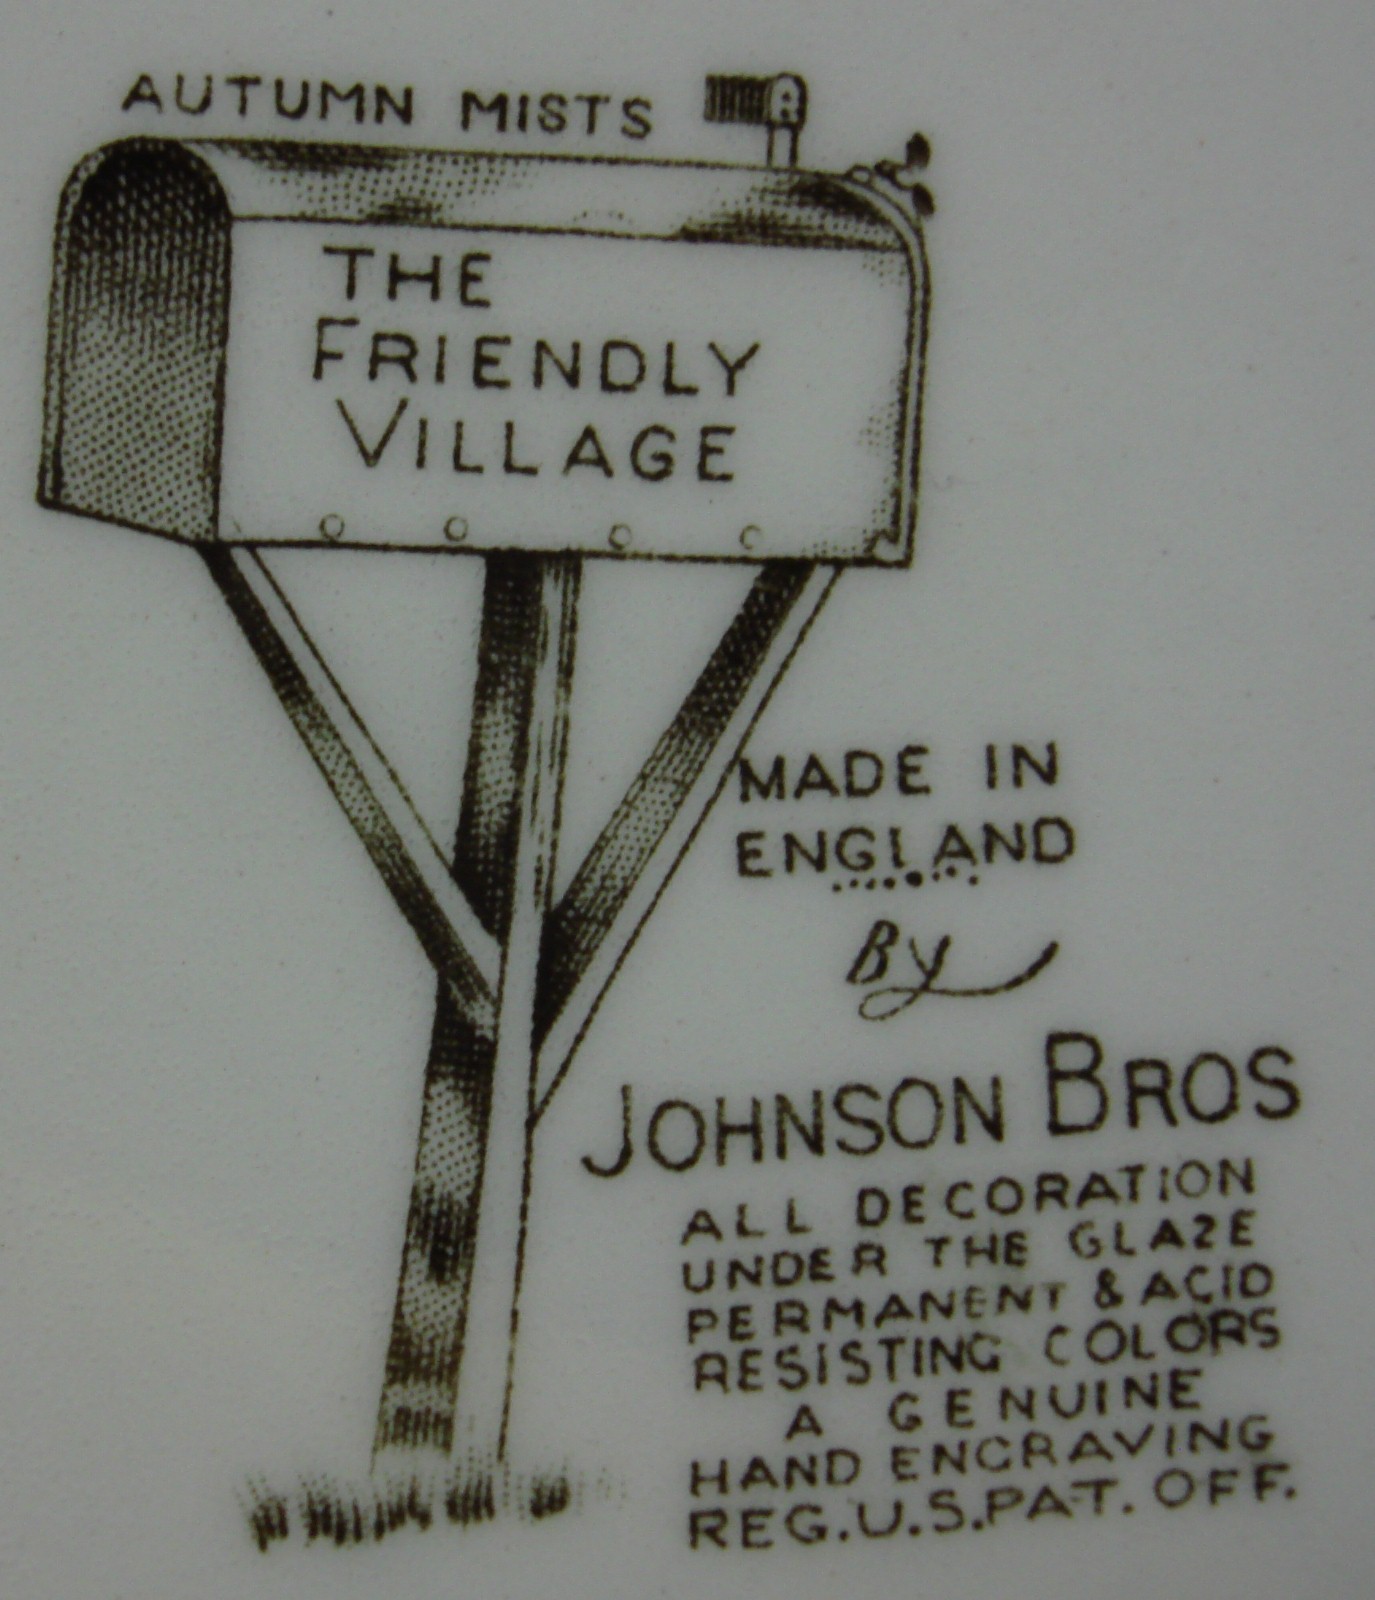 AUTUMN MISTS
THE
FRIENDLY
VILLAGE
MADE IN
ENGLAND
By
JOHNSON BROS
ALL DECORATION
UNDER THE GLAZE
PERMANENT & ACID
RESISTING COLORS
A GENUINE
HAND ENGRAVING
REG.U.S.PAT. OFF.